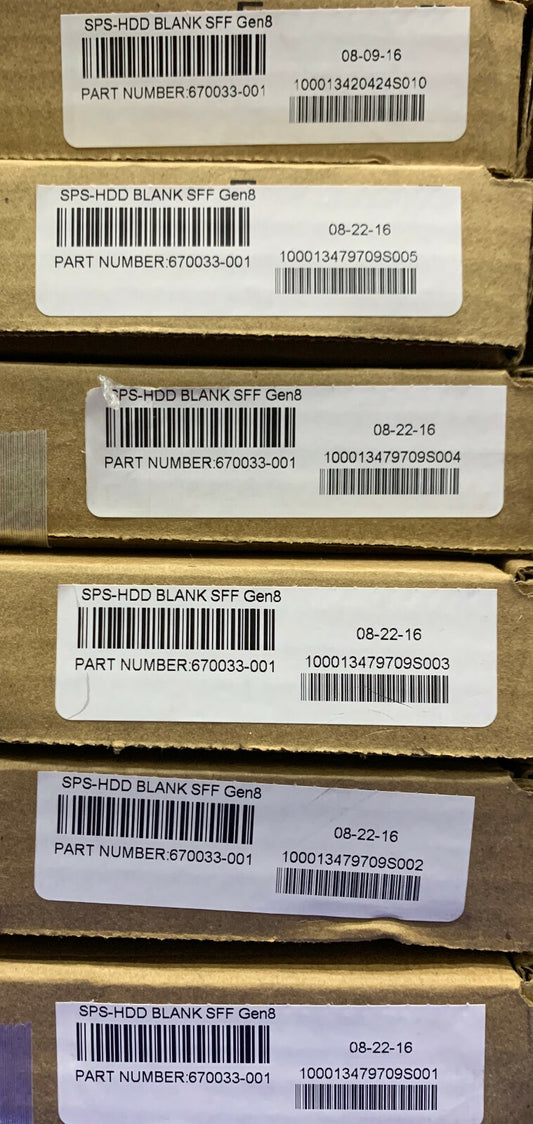 SPS-HDD BLANK SFF Gen8
08-09-16
PART NUMBER:670033-001
100013420424S010
SPS-HDD BLANK SFF Gen8
08-22-16
PART NUMBER:670033-001
100013479709S005
SPS-HDD BLANK SFF Gen8
08-22-16
PART NUMBER:670033-001
100013479709S004
SPS-HDD BLANK SFF Gen8
08-22-16
PART NUMBER:670033-001
100013479709S003
SPS-HDD BLANK SFF Gen8
08-22-16
PART NUMBER:670033-001
100013479709S002
SPS-HDD BLANK SFF Gen8
08-22-16
PART NUMBER:670033-001
100013479709S001